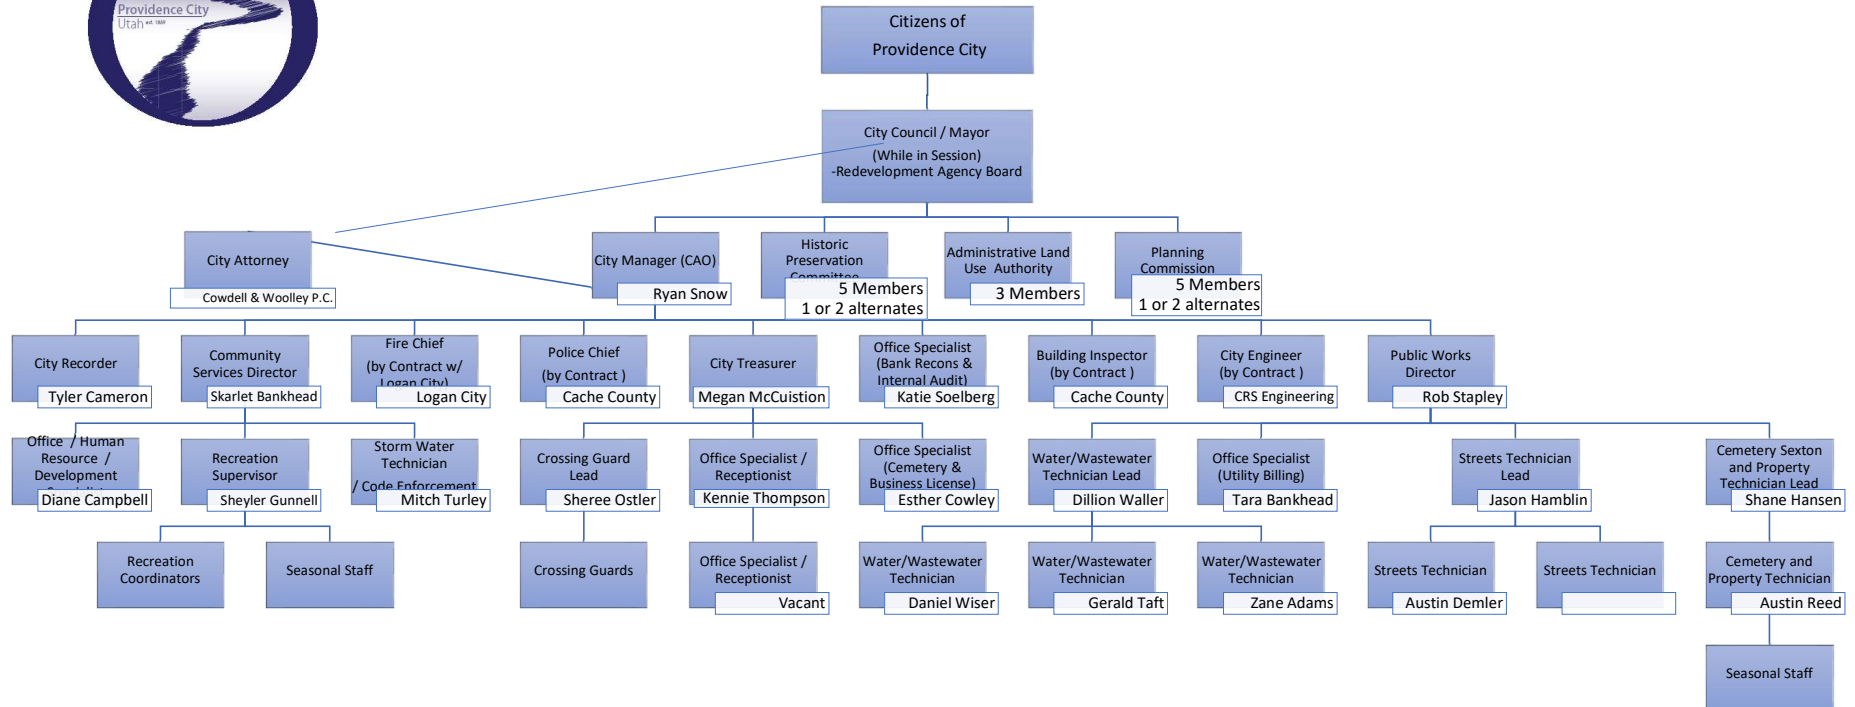 Providence City
Utah est. 1889
Citizens of
Providence City
City Council / Mayor
(While in Session)
-Redevelopment Agency Board
City Attorney
Cowdell & Woolley P.C.
City Manager (CAO)
Ryan Snow
Historic
Preservation
Committee
5 Members
1 or 2 alternates
Administrative Land
Use Authority
3 Members
Planning
Commission
5 Members
1 or 2 alternates
City Recorder
Tyler Cameron
Community
Services Director
Skarlet Bankhead
Fire Chief
(by Contract w/
Logan City)
Logan City
Police Chief
(by Contract )
Cache County
City Treasurer
Megan McCuistion
Office Specialist
(Bank Recons &
Internal Audit)
Katie Soelberg
Building Inspector
(by Contract )
Cache County
City Engineer
(by Contract )
CRS Engineering
Public Works
Director
Rob Stapley
Office / Human
Resource /
Development
Diane Campbell
Recreation
Supervisor
Sheyler Gunnell
Storm Water
Technician
/ Code Enforcement
Mitch Turley
Crossing Guard
Lead
Sheree Ostler
Office Specialist /
Receptionist
Kennie Thompson
Office Specialist
(Cemetery &
Business License)
Esther Cowley
Water/Wastewater
Technician Lead
Dillion Waller
Office Specialist
(Utility Billing)
Tara Bankhead
Streets Technician
Lead
Jason Hamblin
Cemetery Sexton
and Property
Technician Lead
Shane Hansen
Recreation
Coordinators
Seasonal Staff
Crossing Guards
Office Specialist /
Receptionist
Vacant
Water/Wastewater
Technician
Daniel Wiser
Water/Wastewater
Technician
Gerald Taft
Water/Wastewater
Technician
Zane Adams
Streets Technician
Austin Demler
Streets Technician
Cemetery and
Property Technician
Austin Reed
Seasonal Staff